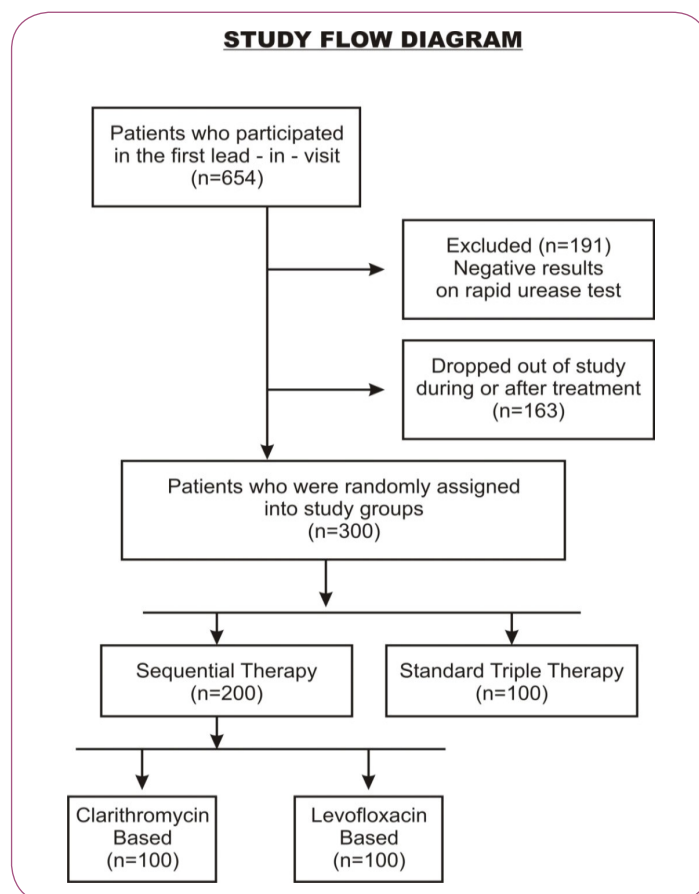 STUDY FLOW DIAGRAM
Patients who participated
in the first lead - in - visit
(n=654)
Excluded (n=191)
Negative results
on rapid urease test
Dropped out of study
during or after treatment
(n=163)
Patients who were randomly assigned
into study groups
(n=300)
Sequential Therapy
(n=200)
Standard Triple Therapy
(n=100)
Clarithromycin
Based
(n=100)
Levofloxacin
Based
(n=100)